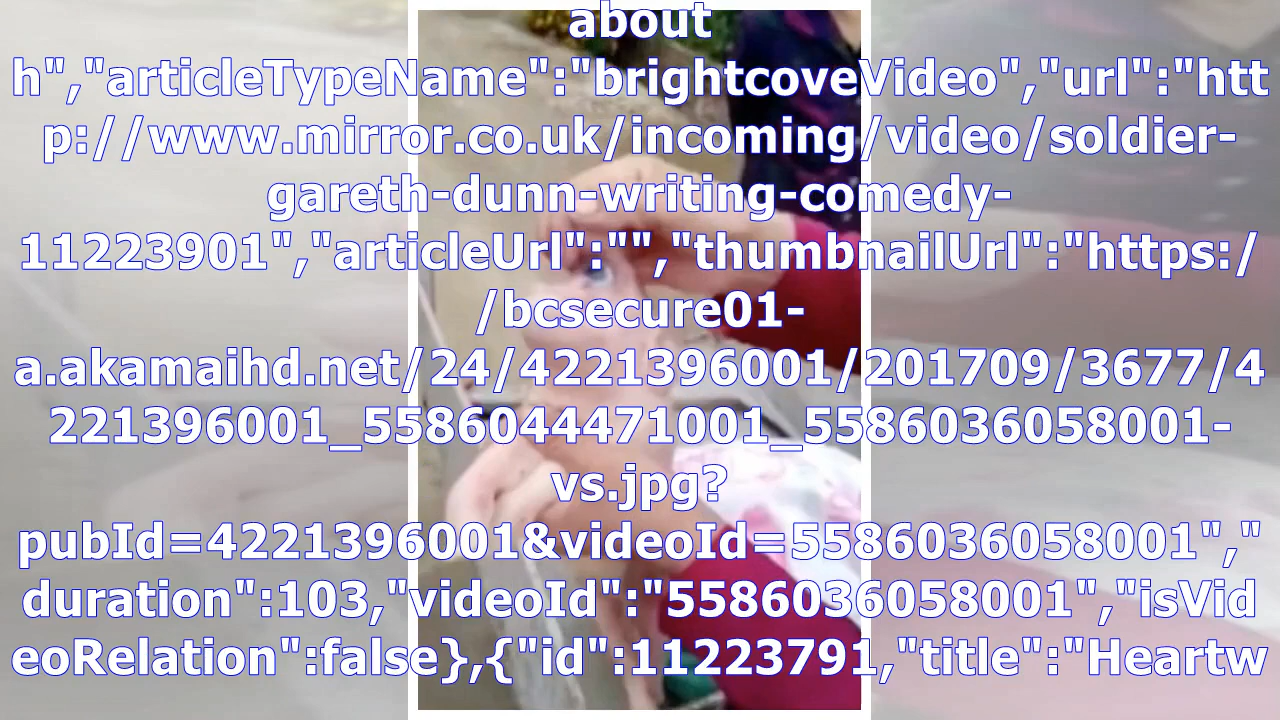 about
h","articleTypeName":"brightcoveVideo","url":"htt
p://www.mirror.co.uk/incoming/video/soldier-
gareth-dunn-writing-comedy-
11223901","articleUrl":"","thumbnailUrl":"https:/
/bcsecure01-
a.akamaihd.net/24/4221396001/201709/3677/4
221396001_5586044471001_5586036058001-
vs.jpg?
pubId=4221396001&videoId=5586036058001","
duration":103,"videoId":"5586036058001","isVid
eoRelation":false},{"id":11223791,"title":"Heartw